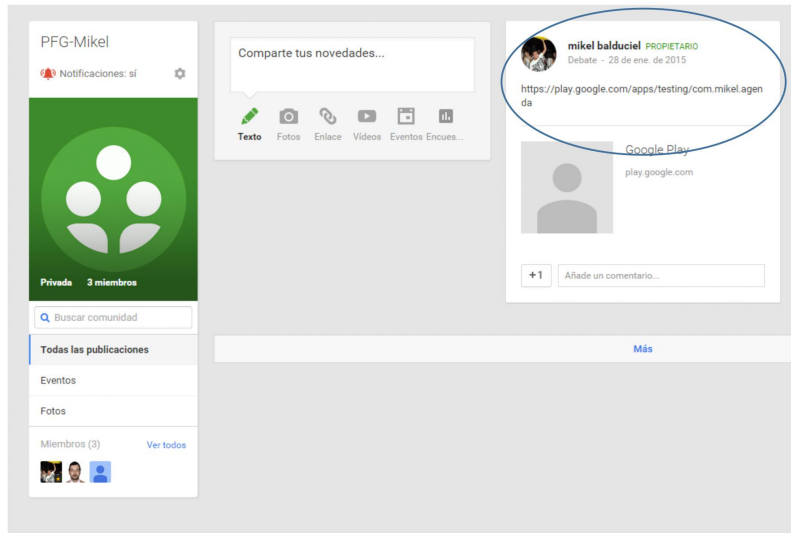 PFG-Mikel
Notificaciones: sí
Privada 3 miembros
Buscar comunidad
Todas las publicaciones
Eventos
Fotos
Miembros (3) Ver todos
Comparte tus novedades...
Texto Fotos Enlace Vídeos Eventos Encues...
mikel balduciel PROPIETARIO
Debate - 28 de ene. de 2015
https://play.google.com/apps/testing/com.mikel.agen
da
Google Play
play.google.com
+1 Añade un comentario...
Más